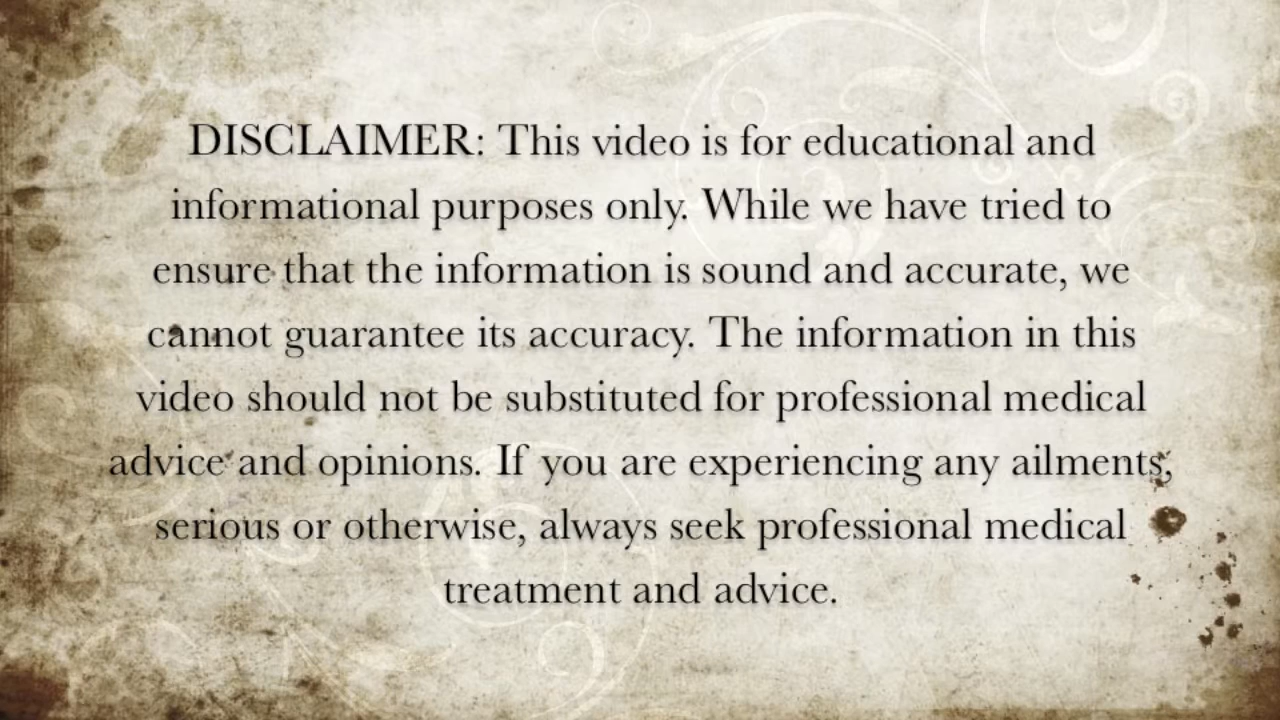 DISCLAIMER: This video is for educational and
informational purposes only. While we have tried to
ensure that the information is sound and accurate, we
cannot guarantee its accuracy. The information in this
video should not be substituted for professional medical
advice and opinions. If you are experiencing any ailments,
serious or otherwise, always seek professional medical
treatment and advice.